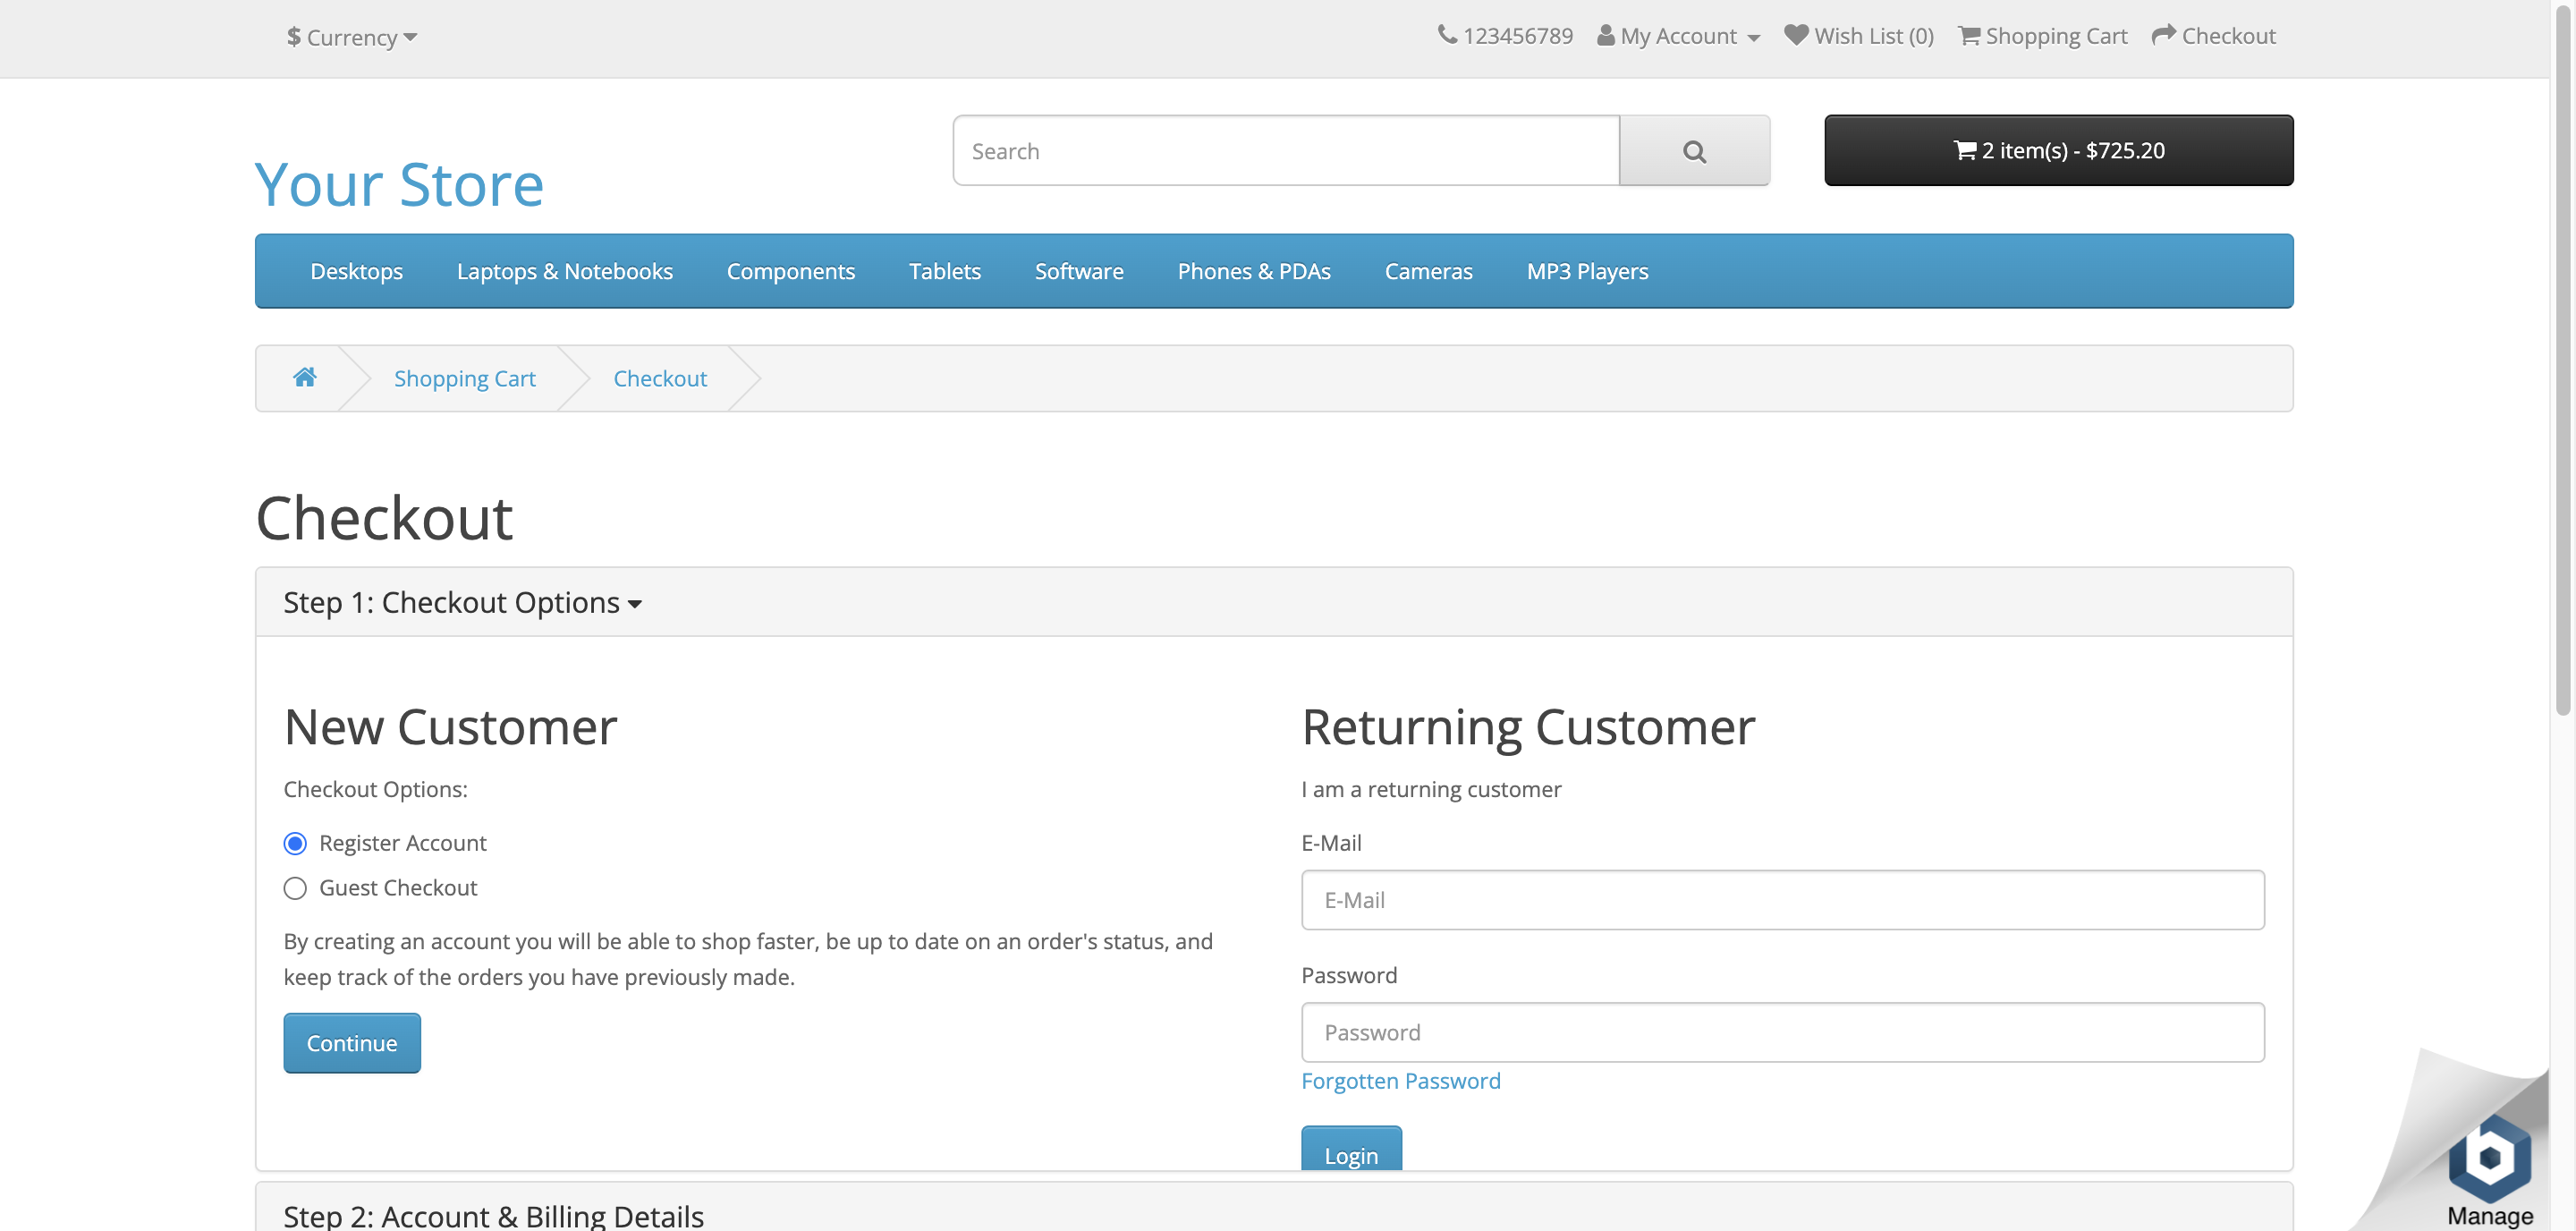 $ Currency
123456789 My Account Wish List (0) Shopping Cart Checkout
Your Store
Search
2 item(s) - $725.20
Desktops Laptops & Notebooks Components Tablets Software Phones & PDAs Cameras MP3 Players
Shopping Cart Checkout
Checkout
Step 1: Checkout Options
New Customer
Checkout Options:
Register Account
Guest Checkout
By creating an account you will be able to shop faster, be up to date on an order's status, and
keep track of the orders you have previously made.
Continue
Returning Customer
I am a returning customer
E-Mail
E-Mail
Password
Password
Forgotten Password
Login
Step 2: Account & Billing Details
Manage